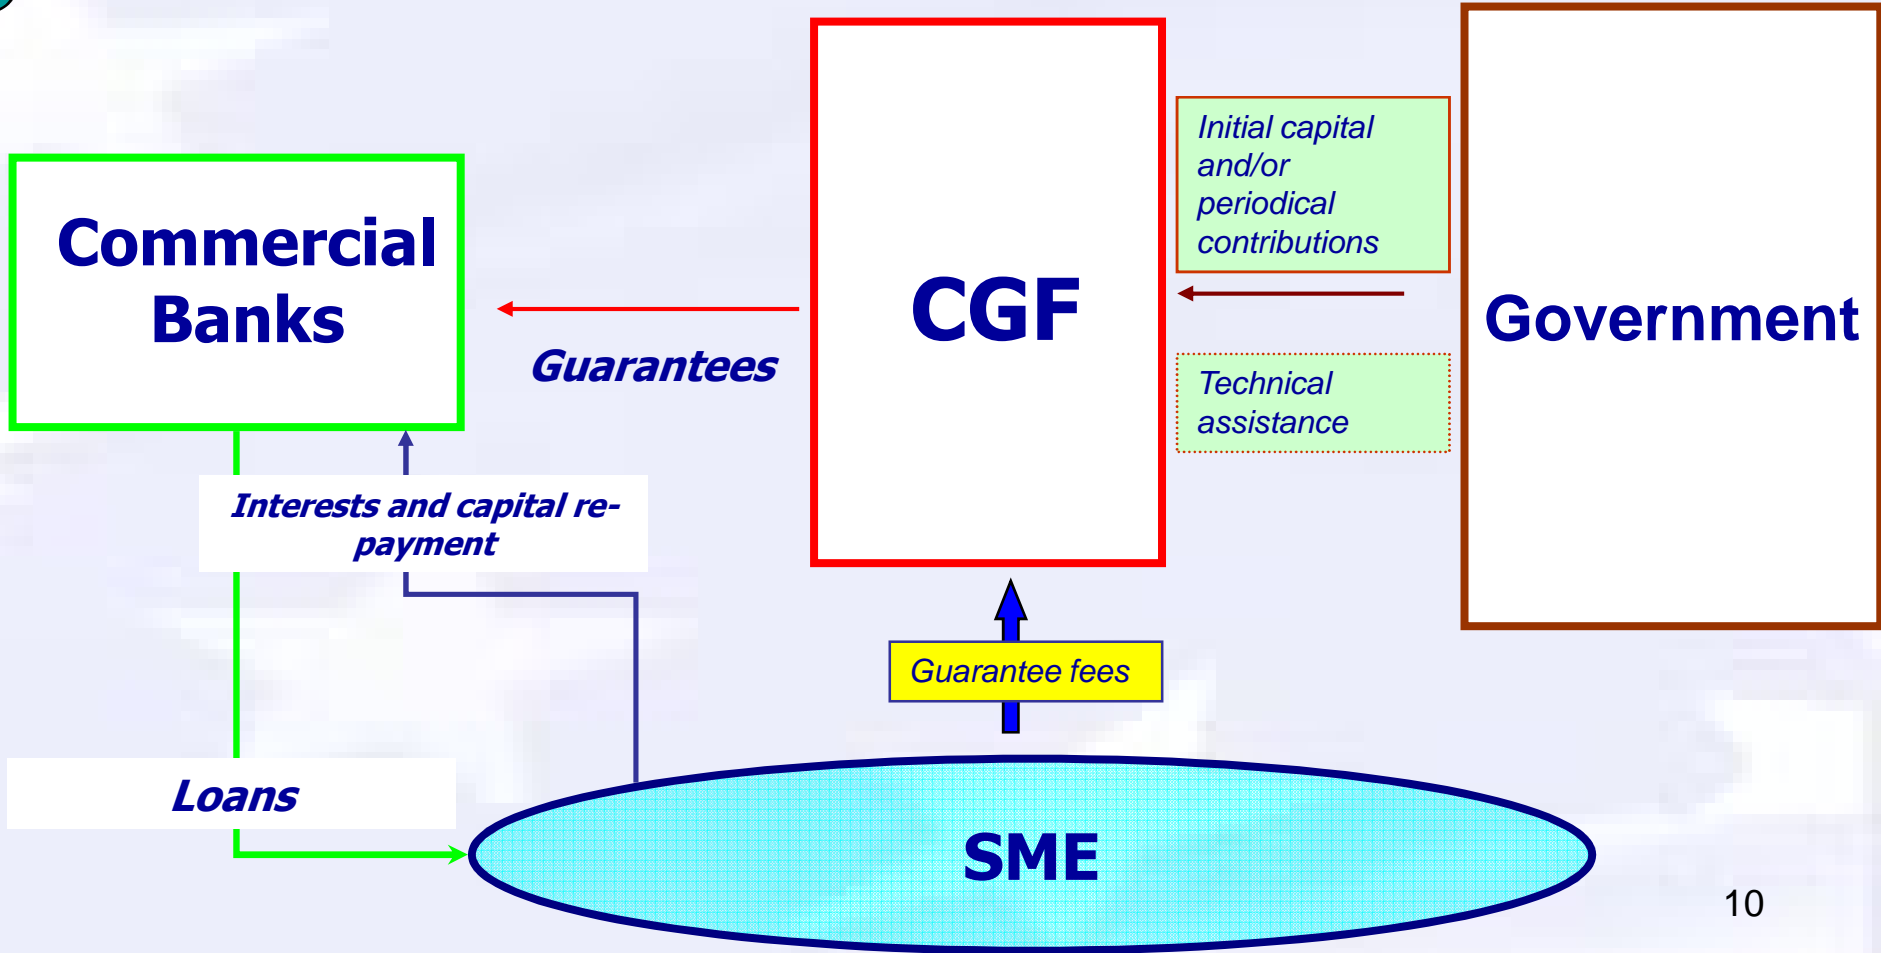 Commercial
Banks
Guarantees
CGF
Initial capital
and/or
periodical
contributions
Technical
assistance
Government
Interests and capital re-
payment
Guarantee fees
Loans
SME
10